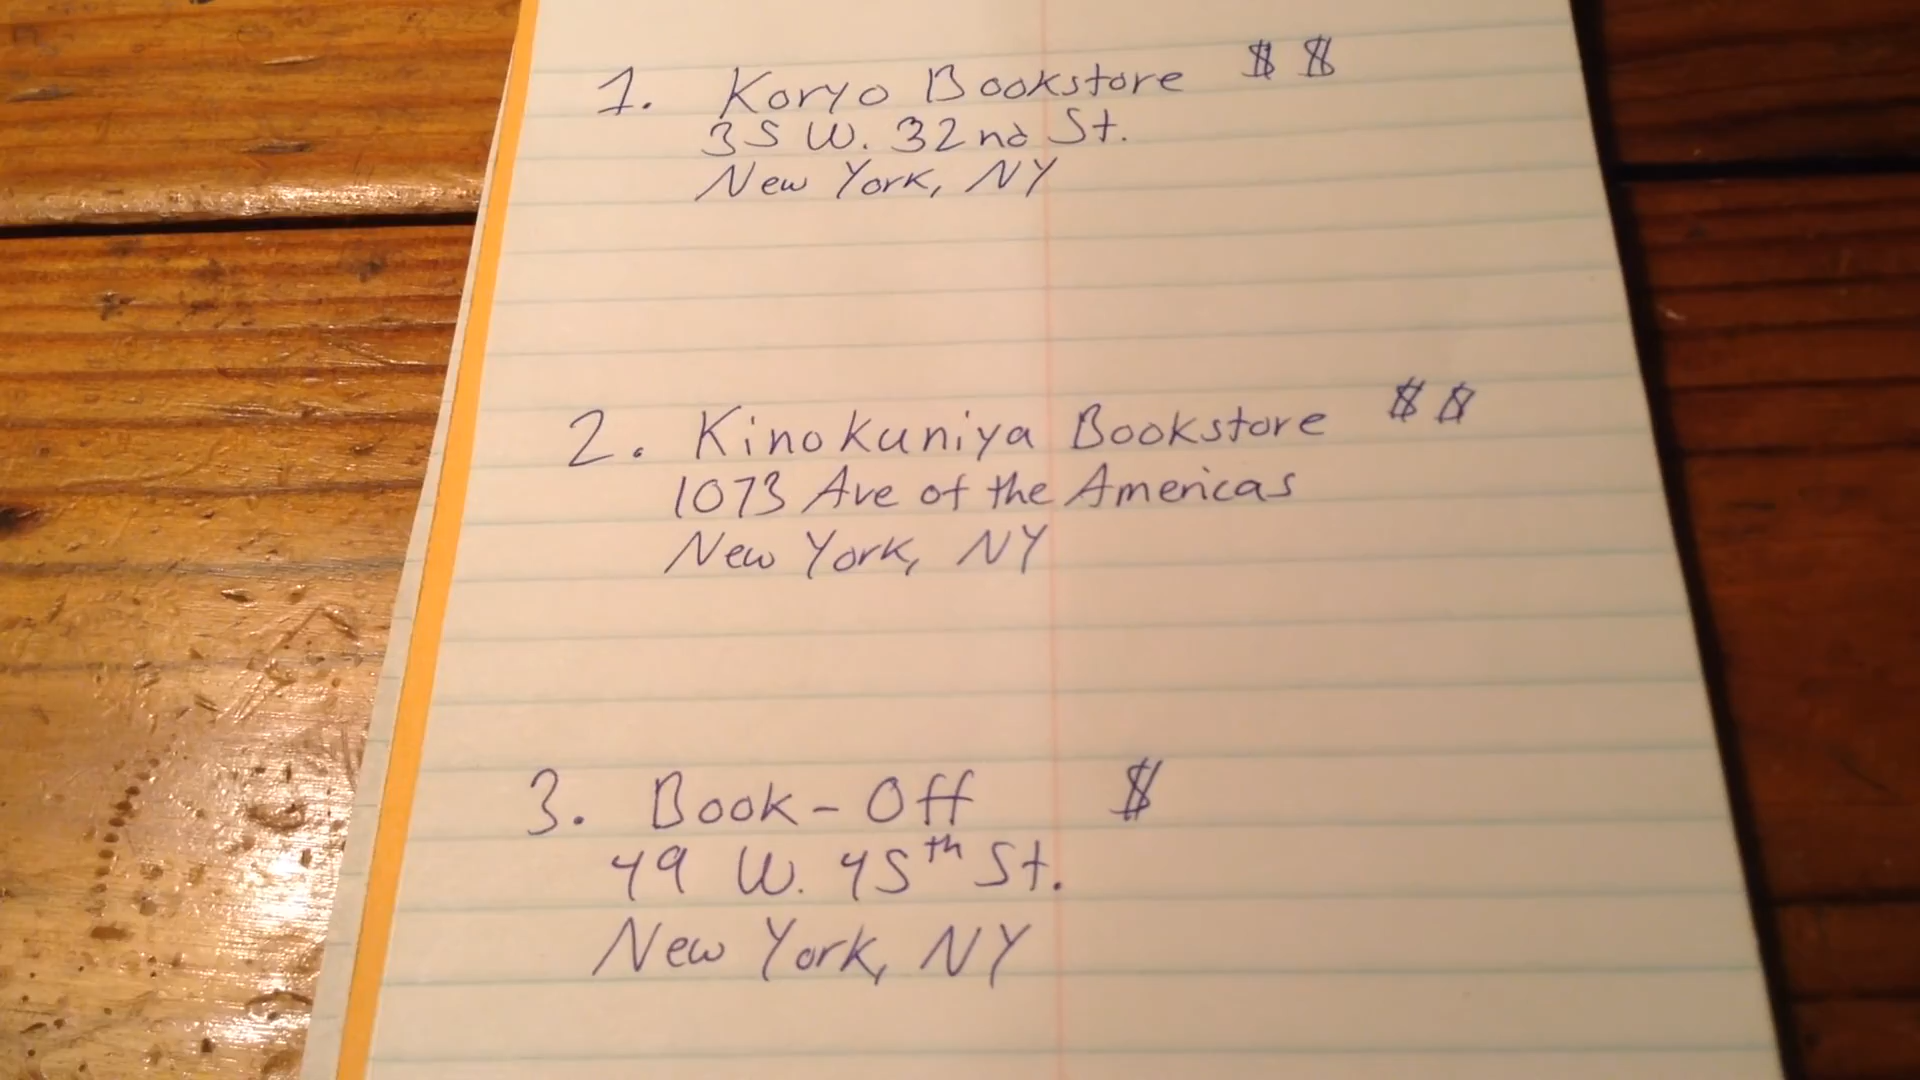 1. Koryo Bookstore $ $
35 W. 32nd St.
New York, NY
2. Kinokuniya Bookstore $ $
1073 Ave of the Americas
New York, NY
3. Book-Off $
49 W. 45th St.
New York, NY